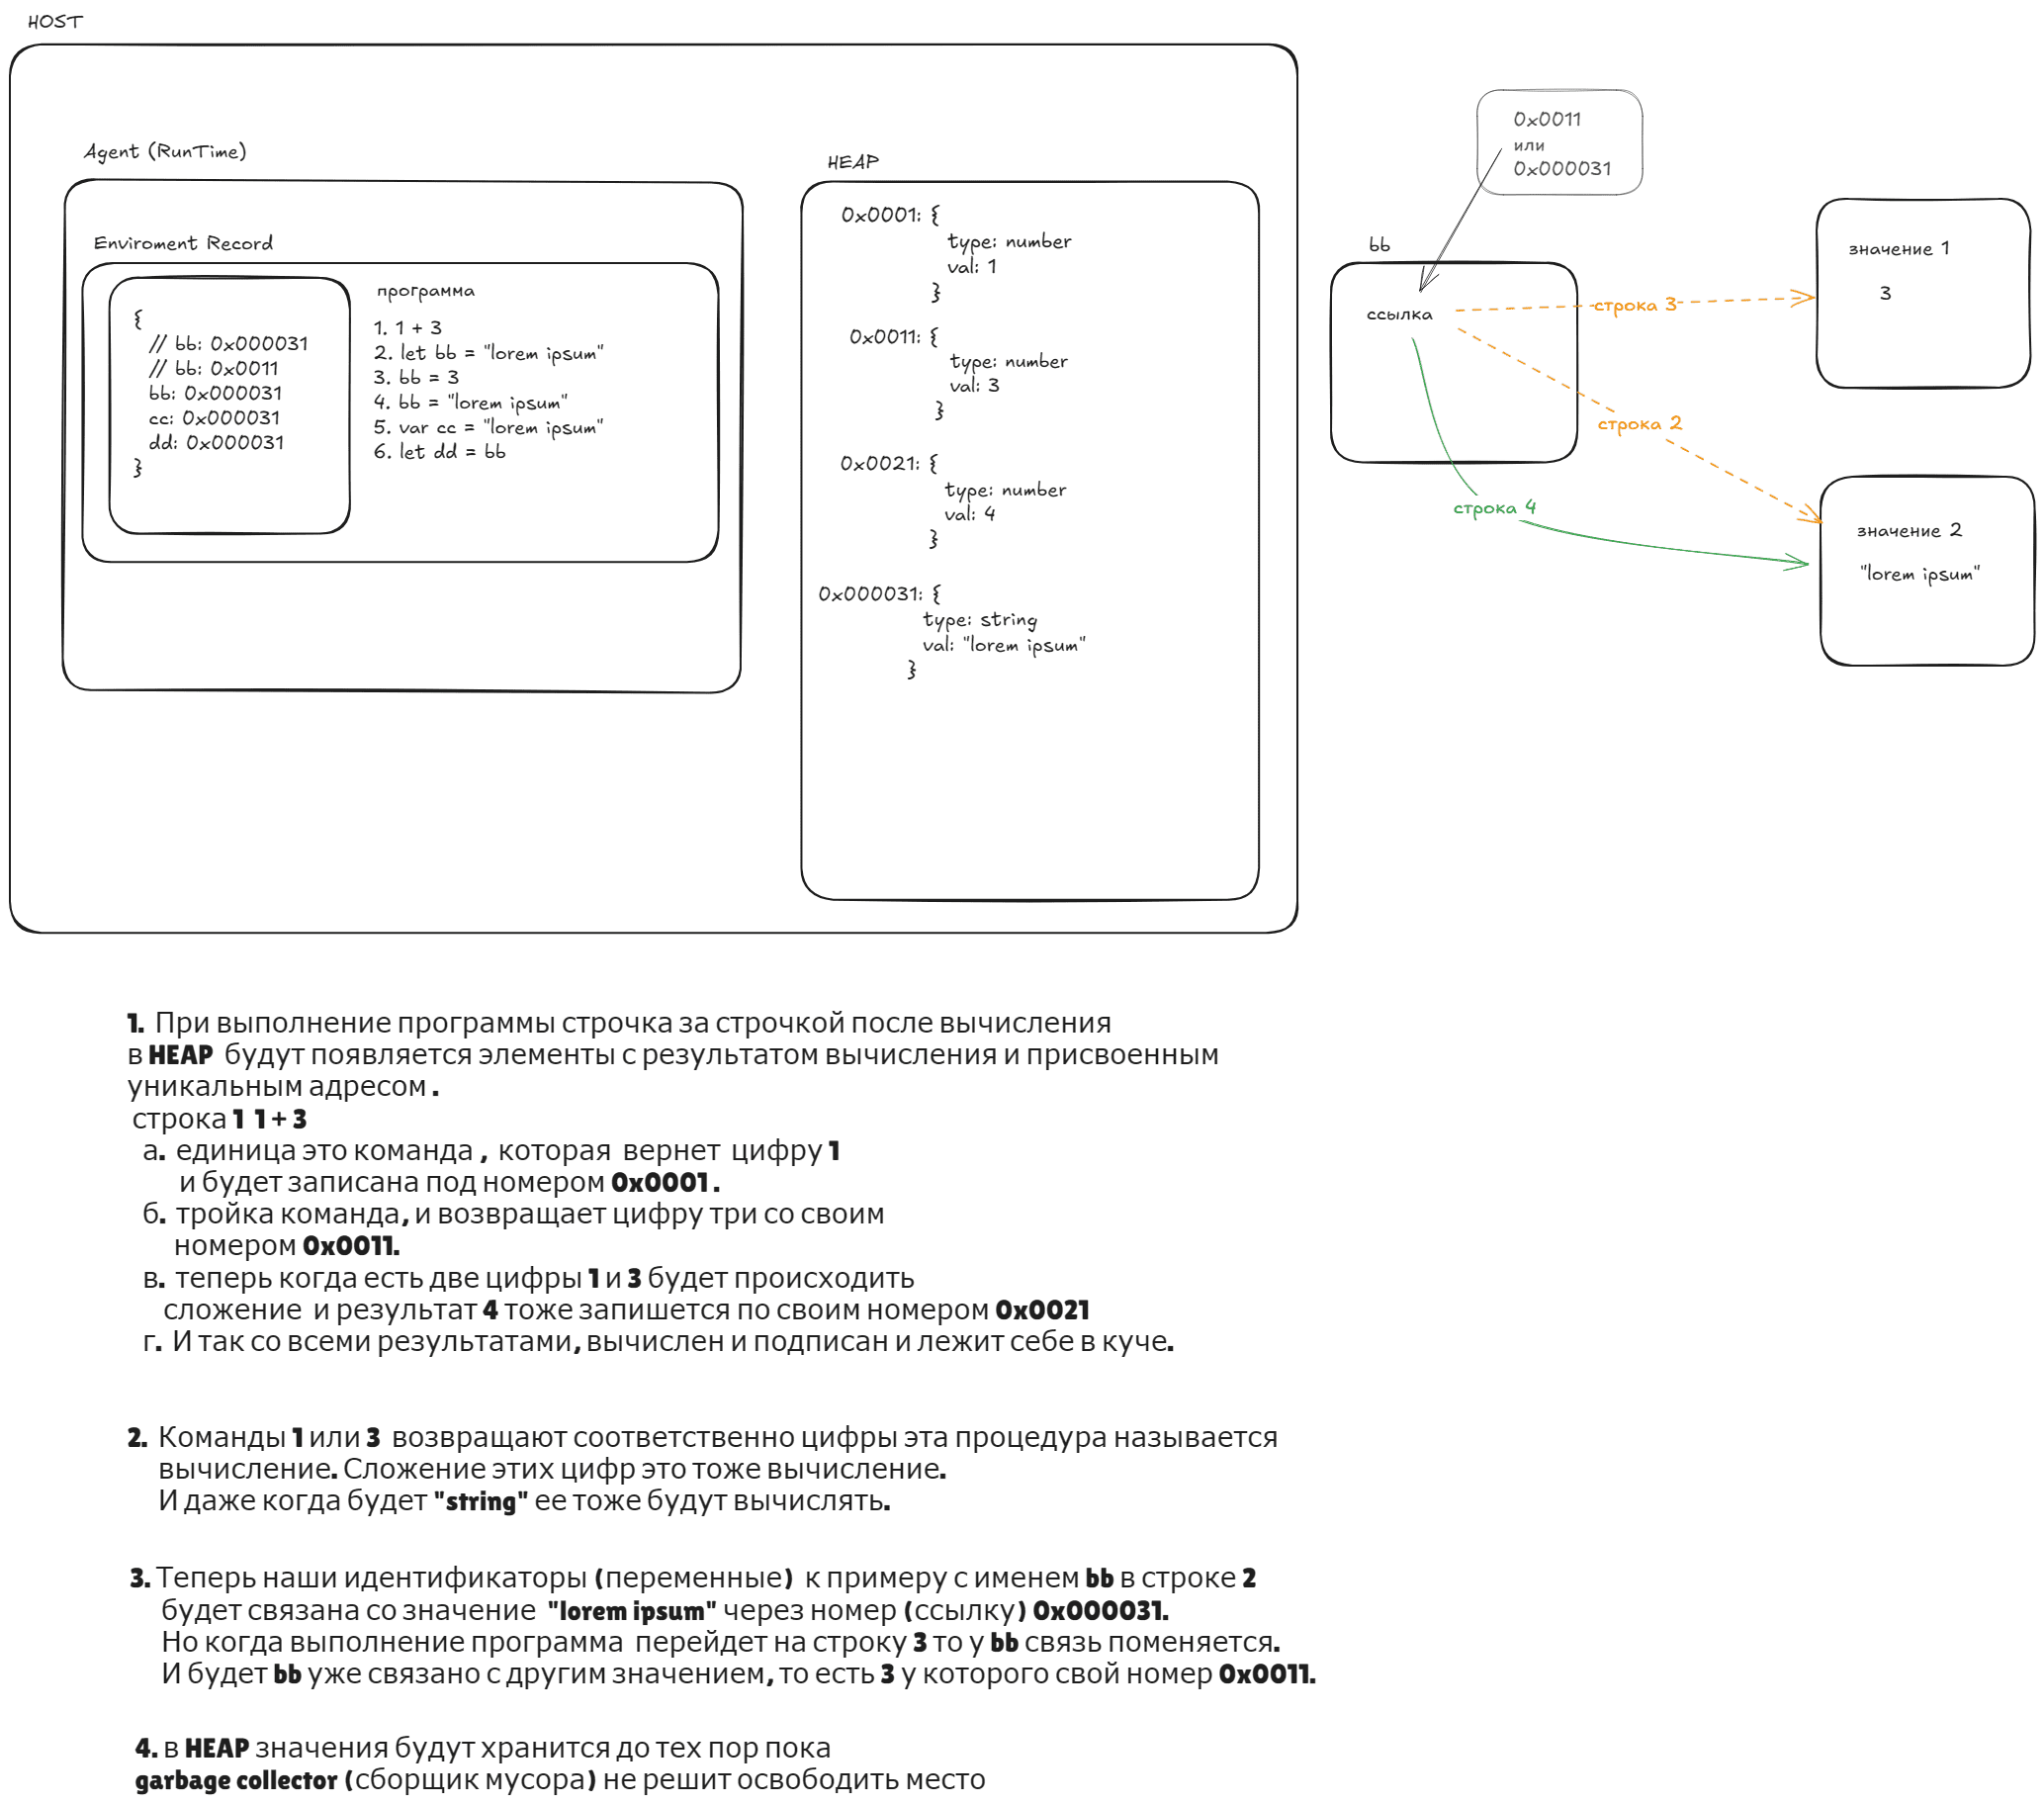 HOST
Agent (RunTime)
Enviroment Record
{
// bb: 0x000031
// bb: 0x0011
bb: 0x000031
cc: 0x000031
dd: 0x000031
}
программа
1. 1 + 3
2. let bb = "lorem ipsum"
3. bb = 3
4. bb = "lorem ipsum"
5. var cc = "lorem ipsum"
6. let dd = bb
HEAP
0x0001: {
type: number
val: 1
}
0x0011: {
type: number
val: 3
}
0x0021: {
type: number
val: 4
}
0x000031: {
type: string
val: "lorem ipsum"
}
0x0011
или
0x000031
bb
ссылка
строка 3
строка 2
строка 4
значение 1
3
значение 2
"lorem ipsum"
1. При выполнение программы строчка за строчкой после вычисления
в HEAP будут появляется элементы с результатом вычисления и присвоенным
уникальным адресом .
строка 1 1 + 3
а. единица это команда , которая вернет цифру 1
и будет записана под номером 0x0001 .
б. тройка команда, и возвращает цифру три со своим
номером 0x0011.
в. теперь когда есть две цифры 1 и 3 будет происходить
сложение и результат 4 тоже запишется по своим номером 0x0021
г. И так со всеми результатами, вычислен и подписан и лежит себе в куче.
2. Команды 1 или 3 возвращают соответственно цифры эта процедура называется
вычисление. Сложение этих цифр это тоже вычисление.
И даже когда будет "string" ее тоже будут вычислять.
3. Теперь наши идентификаторы (переменные) к примеру с именем bb в строке 2
будет связана со значение "lorem ipsum" через номер (ссылку) 0x000031.
Но когда выполнение программа перейдет на строку 3 то у bb связь поменяется.
И будет bb уже связано с другим значением, то есть 3 у которого свой номер 0x0011.
4. в HEAP значения будут хранится до тех пор пока
garbage collector (сборщик мусора) не решит освободить место